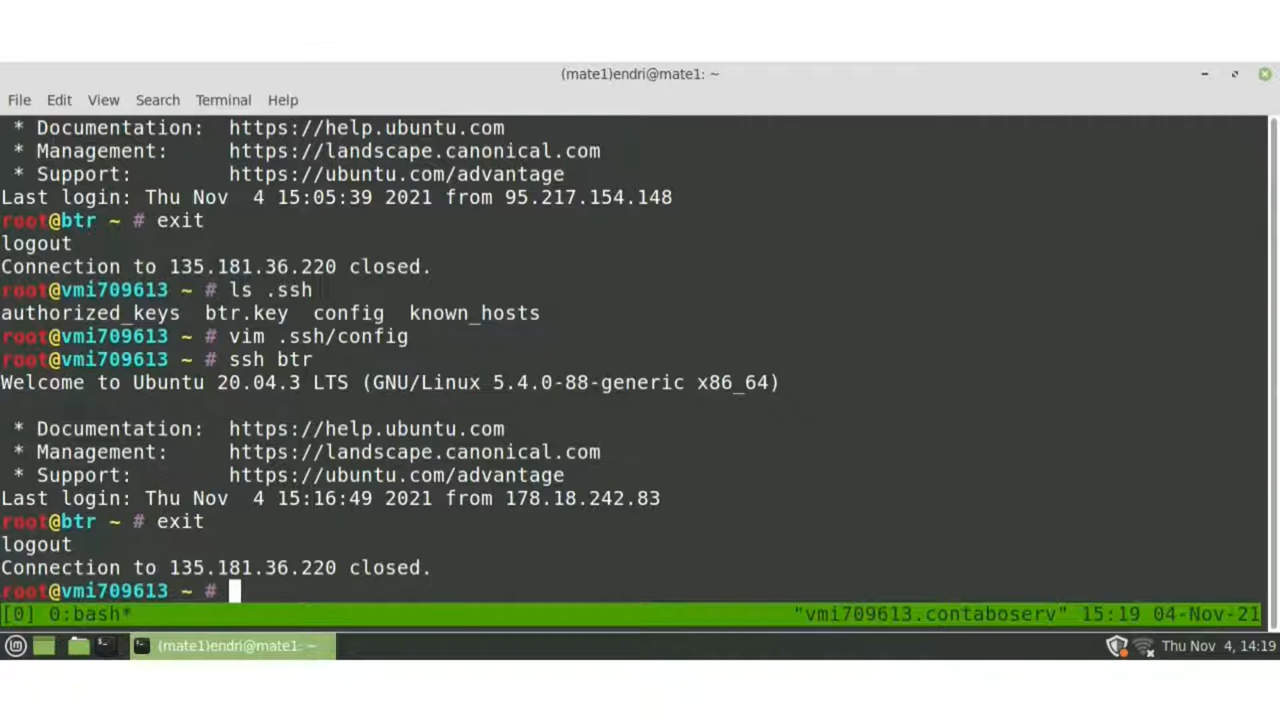 (mate1)endri@mate1: ~
File Edit View Search Terminal Help
* Documentation: https://help.ubuntu.com
* Management: https://landscape.canonical.com
* Support: https://ubuntu.com/advantage
Last login: Thu Nov 4 15:05:39 2021 from 95.217.154.148
root@btr ~ # exit
logout
Connection to 135.181.36.220 closed.
root@vmi709613 ~ # ls .ssh
authorized_keys btr.key config known_hosts
root@vmi709613 ~ # vim .ssh/config
root@vmi709613 ~ # ssh btr
Welcome to Ubuntu 20.04.3 LTS (GNU/Linux 5.4.0-88-generic x86_64)
* Documentation: https://help.ubuntu.com
* Management: https://landscape.canonical.com
* Support: https://ubuntu.com/advantage
Last login: Thu Nov 4 15:16:49 2021 from 178.18.242.83
root@btr ~ # exit
logout
Connection to 135.181.36.220 closed.
root@vmi709613 ~ #
[0] 0:bash* "vmi709613.contaboserv" 15:19 04-Nov-21
(mate1)endri@mate1: ~ Thu Nov 4, 14:19